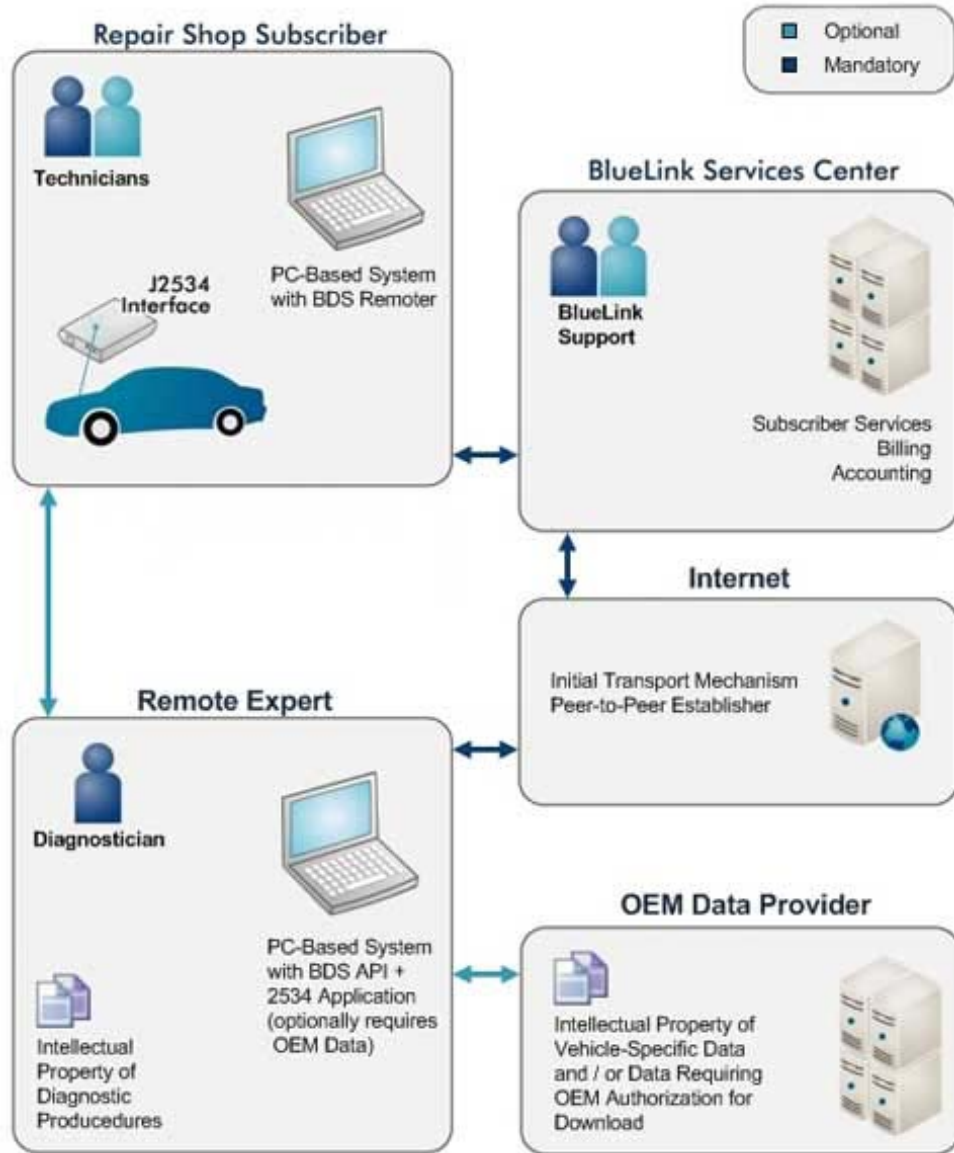 Repair Shop Subscriber
Optional
Mandatory
Technicians
J2534
Interface
PC-Based System
with BDS Remoter
BlueLink Services Center
BlueLink
Support
Subscriber Services
Billing
Accounting
Internet
Initial Transport Mechanism
Peer-to-Peer Establisher
Remote Expert
Diagnostician
PC-Based System
with BDS API +
2534 Application
(optionally requires
OEM Data)
Intellectual
Property of
Diagnostic
Producedures
OEM Data Provider
Intellectual Property of
Vehicle-Specific Data
and / or Data Requiring
OEM Authorization for
Download